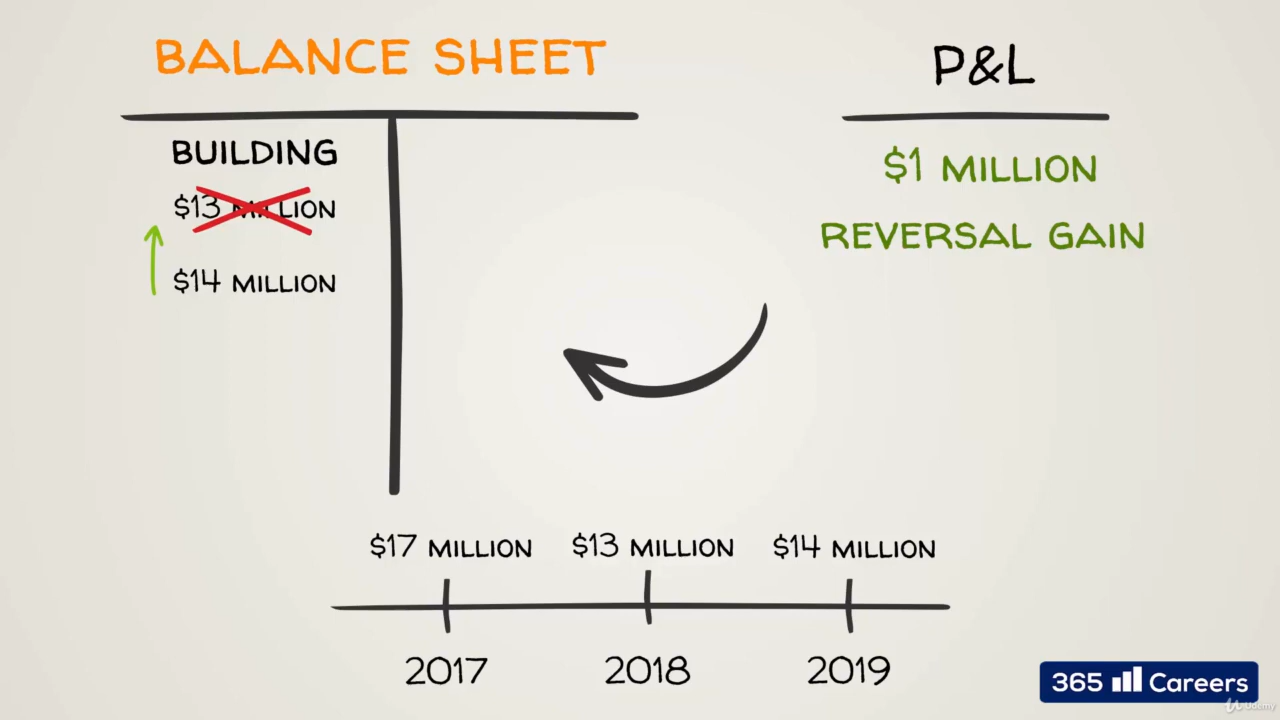 BALANCE SHEET
P&L
BUILDING
$13 MILLION
$14 MILLION
$1 MILLION
REVERSAL GAIN
$17 MILLION $13 MILLION $14 MILLION
2017 2018 2019
365 Careers
Udemy